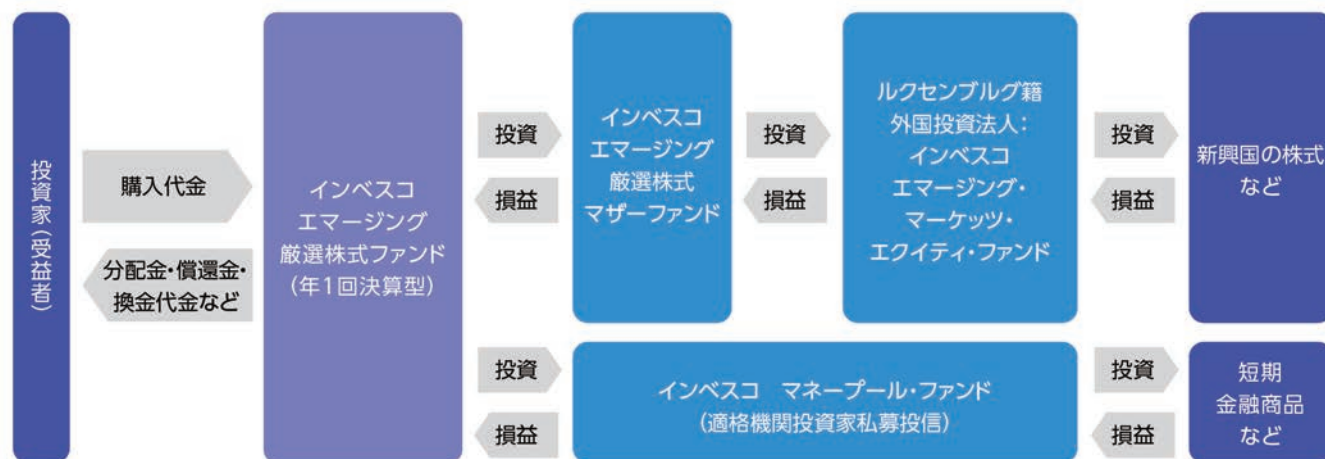 投資家（受益者）
購入代金
分配金・償還金・
換金代金など
インベスコ
エマージング
厳選株式ファンド
（年1回決算型）
投資
損益
インベスコ
エマージング
厳選株式
マザーファンド
投資
損益
ルクセンブルグ籍
外国投資法人：
インベスコ
エマージング・
マーケッツ・
エクイティ・ファンド
投資
損益
新興国の株式
など
投資
損益
インベスコ　マネープール・ファンド
（適格機関投資家私募投信）
投資
損益
短期
金融商品
など